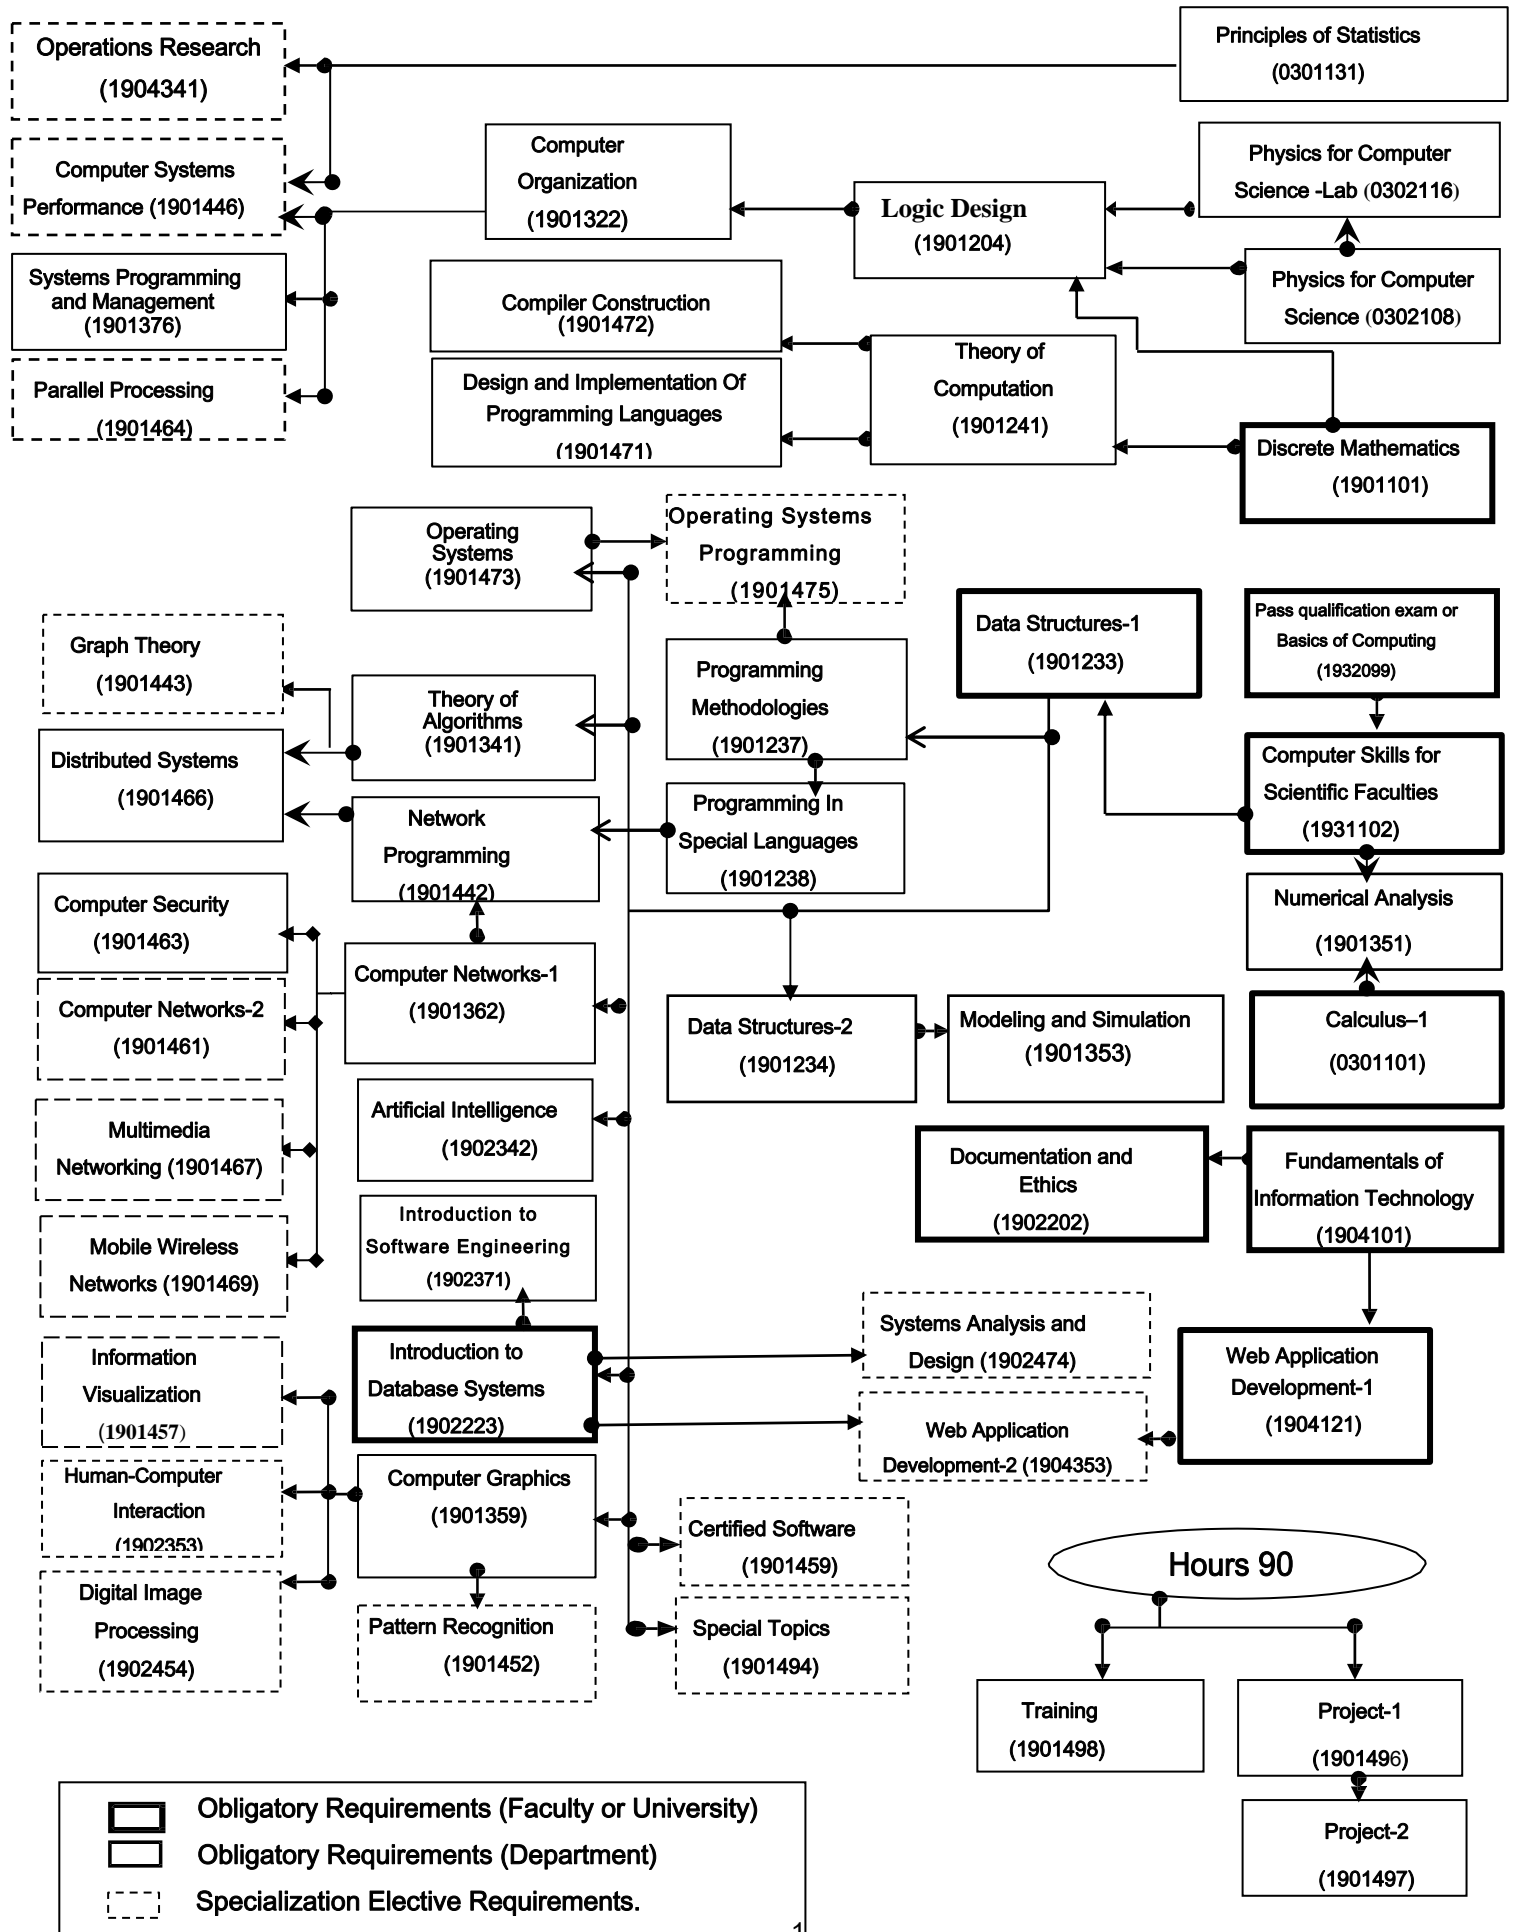 Operations Research
(1904341)
Principles of Statistics
(0301131)
Computer Systems
Performance (1901446)
Computer
Organization
(1901322)
Logic Design
(1901204)
Physics for Computer
Science -Lab (0302116)
Systems Programming
and Management
(1901376)
Compiler Construction
(1901472)
Physics for Computer
Science (0302108)
Parallel Processing
(1901464)
Design and Implementation Of
Programming Languages
(1901471)
Theory of
Computation
(1901241)
Discrete Mathematics
(1901101)
Operating
Systems
(1901473)
Operating Systems
Programming
(1901475)
Data Structures-1
(1901233)
Pass qualification exam or
Basics of Computing
(1932099)
Graph Theory
(1901443)
Theory of
Algorithms
(1901341)
Programming
Methodologies
(1901237)
Distributed Systems
(1901466)
Computer Skills for
Scientific Faculties
(1931102)
Network
Programming
(1901442)
Programming In
Special Languages
(1901238)
Computer Security
(1901463)
Numerical Analysis
(1901351)
Computer Networks-1
(1901362)
Computer Networks-2
(1901461)
Data Structures-2
(1901234)
Modeling and Simulation
(1901353)
Calculus–1
(0301101)
Multimedia
Networking (1901467)
Artificial Intelligence
(1902342)
Documentation and
Ethics
(1902202)
Fundamentals of
Information Technology
(1904101)
Mobile Wireless
Networks (1901469)
Introduction to
Software Engineering
(1902371)
Information
Visualization
(1901457)
Introduction to
Database Systems
(1902223)
Systems Analysis and
Design (1902474)
Web Application
Development-1
(1904121)
Web Application
Development-2 (1904353)
Human-Computer
Interaction
(1902353)
Computer Graphics
(1901359)
Certified Software
(1901459)
Hours 90
Digital Image
Processing
(1902454)
Pattern Recognition
(1901452)
Special Topics
(1901494)
Training
(1901498)
Project-1
(1901496)
Project-2
(1901497)
Obligatory Requirements (Faculty or University)
Obligatory Requirements (Department)
Specialization Elective Requirements.
1